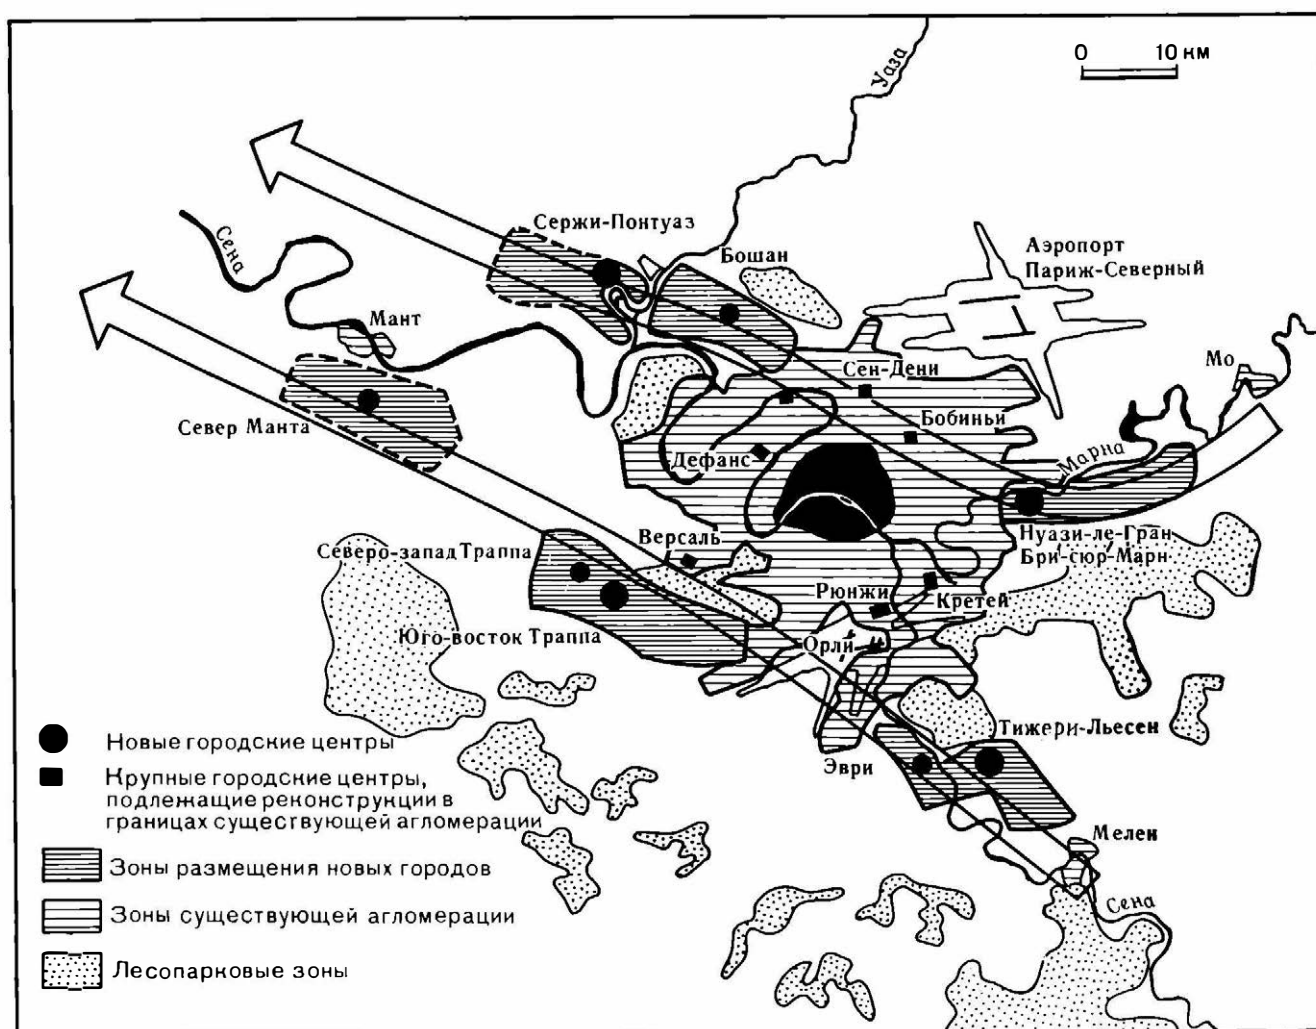 0 10 км
Уаза
Сержи-Понтуаз
Бошан
Аэропорт
Париж-Северный
Сена
Мант
Мо
Сен-Дени
Север Манта
Бобиньи
Дефанс
Марна
Нуази-ле-Гран
Бри-сюр-Марн
Версаль
Северо-запад Траппа
Рюнжи
Кретей
Юго-восток Траппа
Орли
Тижери-Льесен
Эври
Мелен
Сена
Новые городские центры
Крупные городские центры,
подлежащие реконструкции в
границах существующей агломерации
Зоны размещения новых городов
Зоны существующей агломерации
Лесопарковые зоны